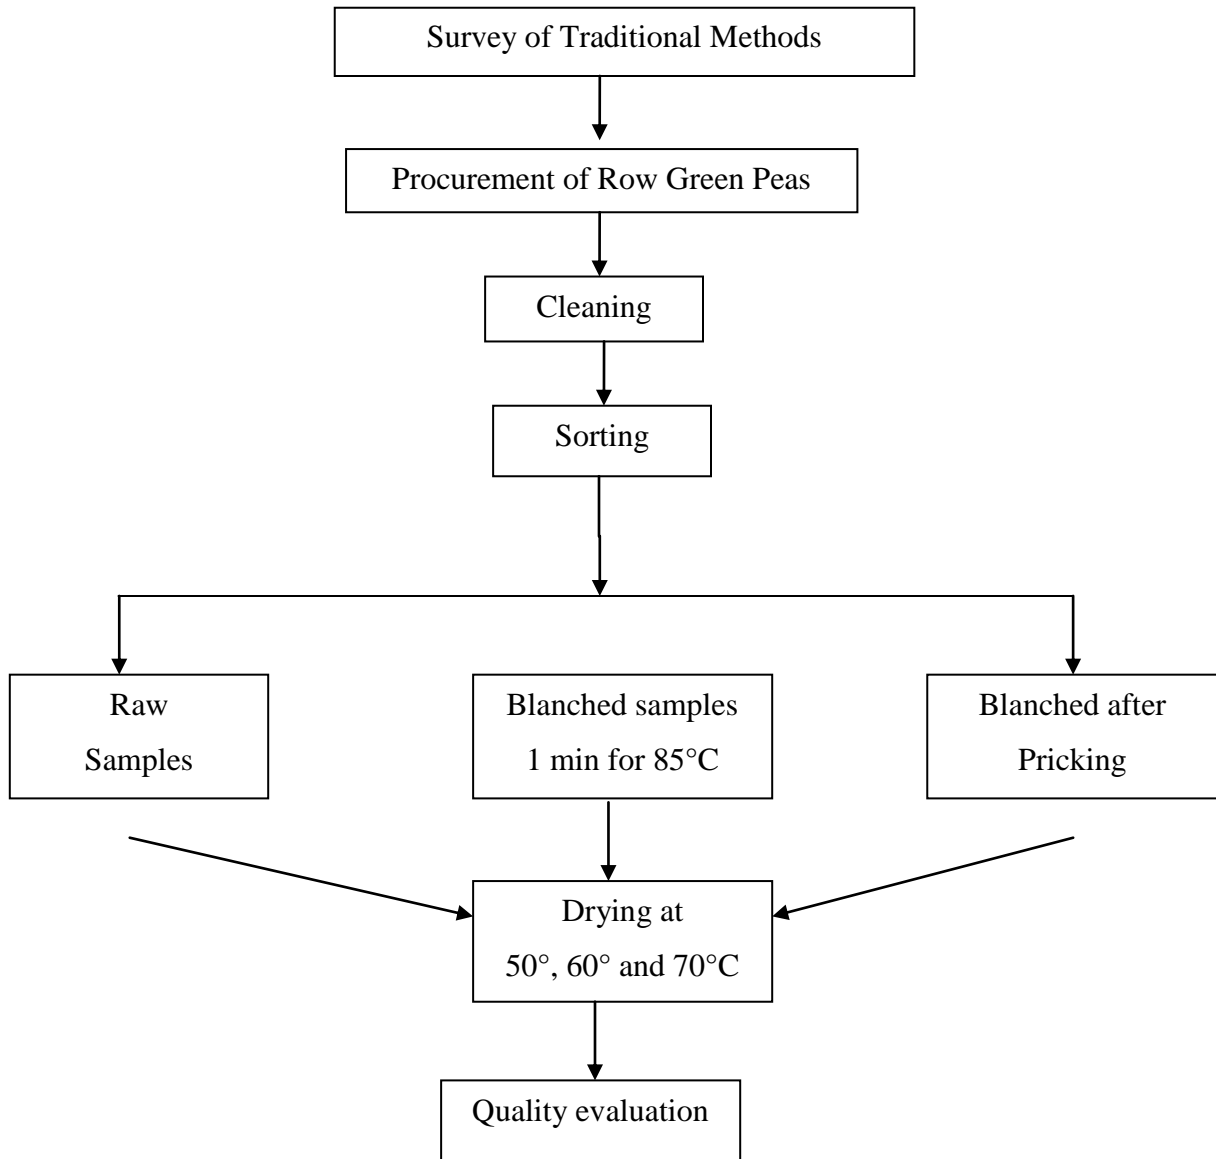 Survey of Traditional Methods
Procurement of Row Green Peas
Cleaning
Sorting
Raw
Samples
Blanched samples
1 min for 85°C
Blanched after
Pricking
Drying at
50°, 60° and 70°C
Quality evaluation